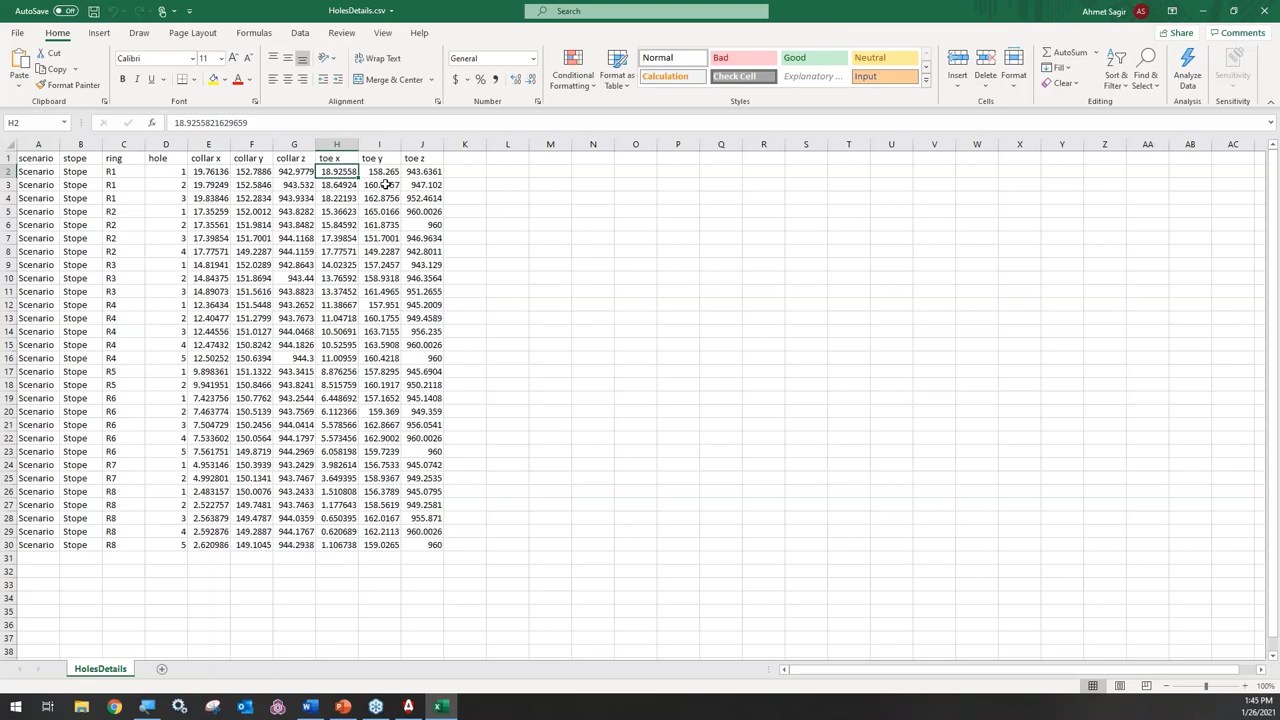 AutoSave Off HolesDetails.csv Search Ahmet Sagir AS
File Home Insert Draw Page Layout Formulas Data Review View Help Share Comments
Paste Cut Copy Format Painter Clipboard
Calibri 11 B I U Font
Wrap Text Merge & Center Alignment
General $ % Number
Conditional Formatting Format as Table
Normal Bad Good Neutral
Calculation Check Cell Explanatory ... Input
Styles
Insert Delete Format Cells
AutoSum Fill Clear Sort & Filter Find & Select Editing
Analyze Data Analysis
Sensitivity Sensitivity
H2 18.9255821629659
A B C D E F G H I J K L M N O P Q R S T U V W X Y Z AA AB AC
1 scenario stope ring hole collar x collar y collar z toe x toe y toe z
2 Scenario Stope R1 1 19.76136 152.7886 942.9779 18.92558 158.265 943.6361
3 Scenario Stope R1 2 19.79249 152.5846 943.532 18.64924 947.102
4 Scenario Stope R1 3 19.83846 152.2834 943.9334 18.22193 162.8756 952.4614
5 Scenario Stope R2 1 17.35259 152.0012 943.8282 15.36623 165.0166 960.0026
6 Scenario Stope R2 2 17.35561 151.9814 943.8282 15.84592 161.8735 960
7 Scenario Stope R2 3 17.39854 151.7001 944.1168 17.39854 151.7001 946.9634
8 Scenario Stope R2 4 17.77571 149.2287 944.1159 17.77571 149.2287 942.8011
9 Scenario Stope R3 1 14.81941 152.0289 942.8643 14.02325 157.2457 943.129
10 Scenario Stope R3 2 14.84375 151.8694 943.44 13.76592 158.9318 946.3564
11 Scenario Stope R3 3 14.89071 151.5616 943.8823 13.37452 161.4965 951.2655
12 Scenario Stope R4 1 12.36434 151.5448 943.2652 11.38667 157.951 945.2009
13 Scenario Stope R4 2 12.40477 151.2799 943.7671 11.04718 160.1755 949.4589
14 Scenario Stope R4 3 12.44556 151.0127 944.0468 10.50691 163.7155 956.235
15 Scenario Stope R4 4 12.47432 150.8242 944.1826 10.52595 163.5908 960.0026
16 Scenario Stope R4 5 12.50252 150.6394 944.3 11.00959 160.4218 960
17 Scenario Stope R5 1 9.898361 151.1322 943.3415 8.876256 157.8295 945.6904
18 Scenario Stope R5 2 9.941951 150.8466 943.8241 8.515759 160.1917 950.2118
19 Scenario Stope R6 1 7.423756 150.7762 943.2544 6.448692 157.1652 945.1408
20 Scenario Stope R6 2 7.463774 150.5139 943.7569 6.112366 159.369 949.359
21 Scenario Stope R6 3 7.504729 150.2456 944.0414 5.578566 162.8667 956.0541
22 Scenario Stope R6 4 7.533602 150.0564 944.1797 5.573456 162.9002 960.0026
23 Scenario Stope R6 5 7.561751 149.8719 944.2969 6.058198 159.7239 960
24 Scenario Stope R7 1 4.953146 150.3939 943.2429 3.982614 156.7533 945.0742
25 Scenario Stope R7 2 4.992801 150.1341 943.7467 3.649395 158.9367 949.2535
26 Scenario Stope R8 1 2.483157 150.0076 943.2433 1.510808 156.3789 945.0795
27 Scenario Stope R8 2 2.522757 149.7481 943.7463 1.177643 158.5619 949.2581
28 Scenario Stope R8 3 2.563879 149.4787 944.0359 0.650395 162.0167 955.871
29 Scenario Stope R8 4 2.592876 149.2887 944.1767 0.620689 162.2113 960.0026
30 Scenario Stope R8 5 2.620986 149.1045 944.2938 1.106738 159.0265 960
31
32
33
34
35
36
37
38
HolesDetails
100%
1:45 PM
1/26/2021